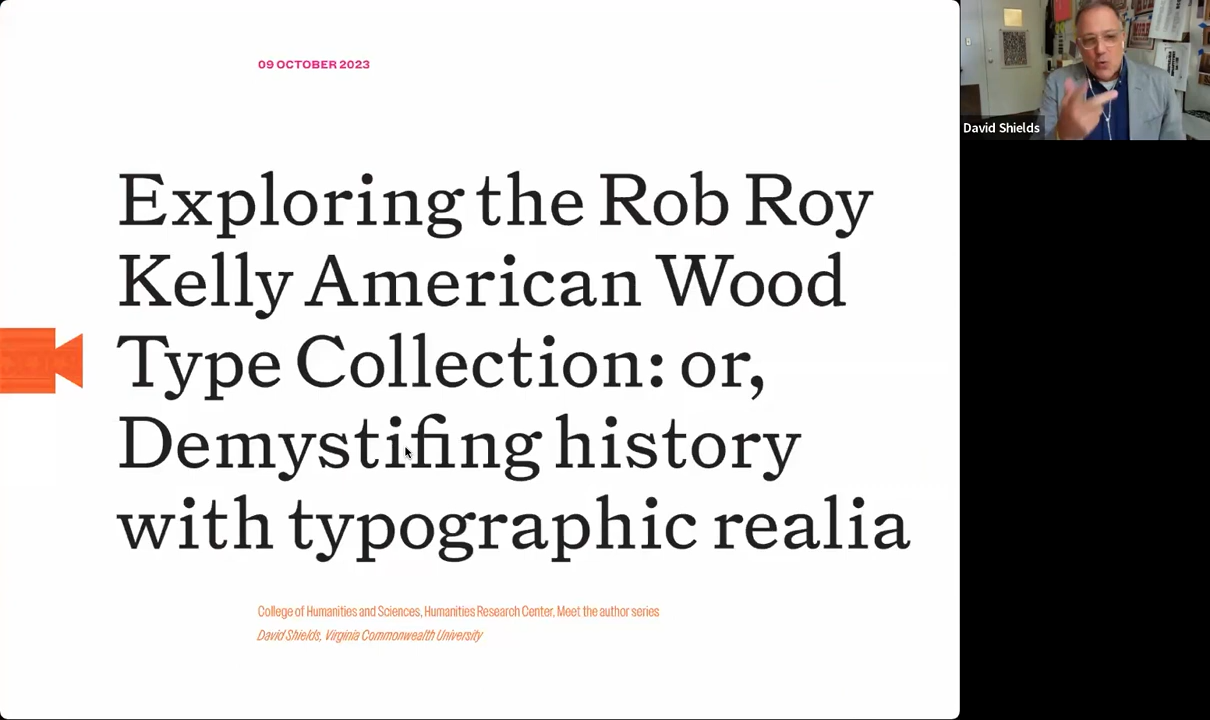 09 OCTOBER 2023
Exploring the Rob Roy
Kelly American Wood
Type Collection: or,
Demystifing history
with typographic realia
College of Humanities and Sciences, Humanities Research Center, Meet the author series
David Shields, Virginia Commonwealth University
David Shields